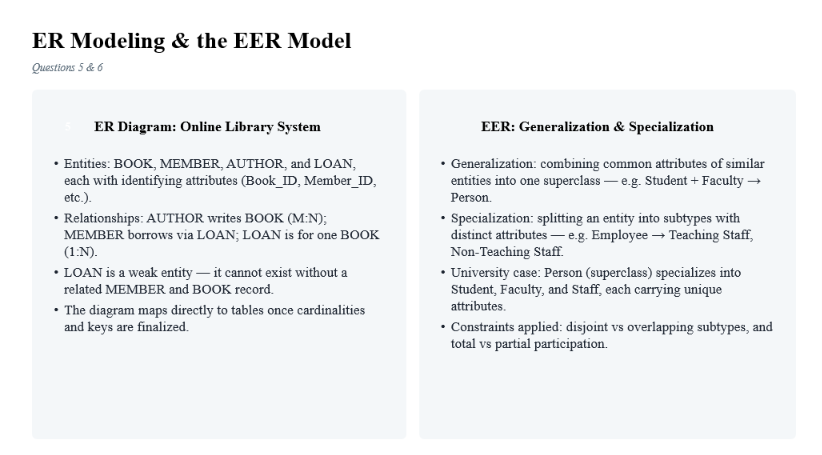 ER Modeling & the EER Model
Questions 5 & 6
ER Diagram: Online Library System
• Entities: BOOK, MEMBER, AUTHOR, and LOAN,
each with identifying attributes (Book_ID, Member_ID,
etc.).
• Relationships: AUTHOR writes BOOK (M:N);
MEMBER borrows via LOAN; LOAN is for one BOOK
(1:N).
• LOAN is a weak entity — it cannot exist without a
related MEMBER and BOOK record.
• The diagram maps directly to tables once cardinalities
and keys are finalized.
EER: Generalization & Specialization
• Generalization: combining common attributes of similar
entities into one superclass — e.g. Student + Faculty →
Person.
• Specialization: splitting an entity into subtypes with
distinct attributes — e.g. Employee → Teaching Staff,
Non-Teaching Staff.
• University case: Person (superclass) specializes into
Student, Faculty, and Staff, each carrying unique
attributes.
• Constraints applied: disjoint vs overlapping subtypes, and
total vs partial participation.